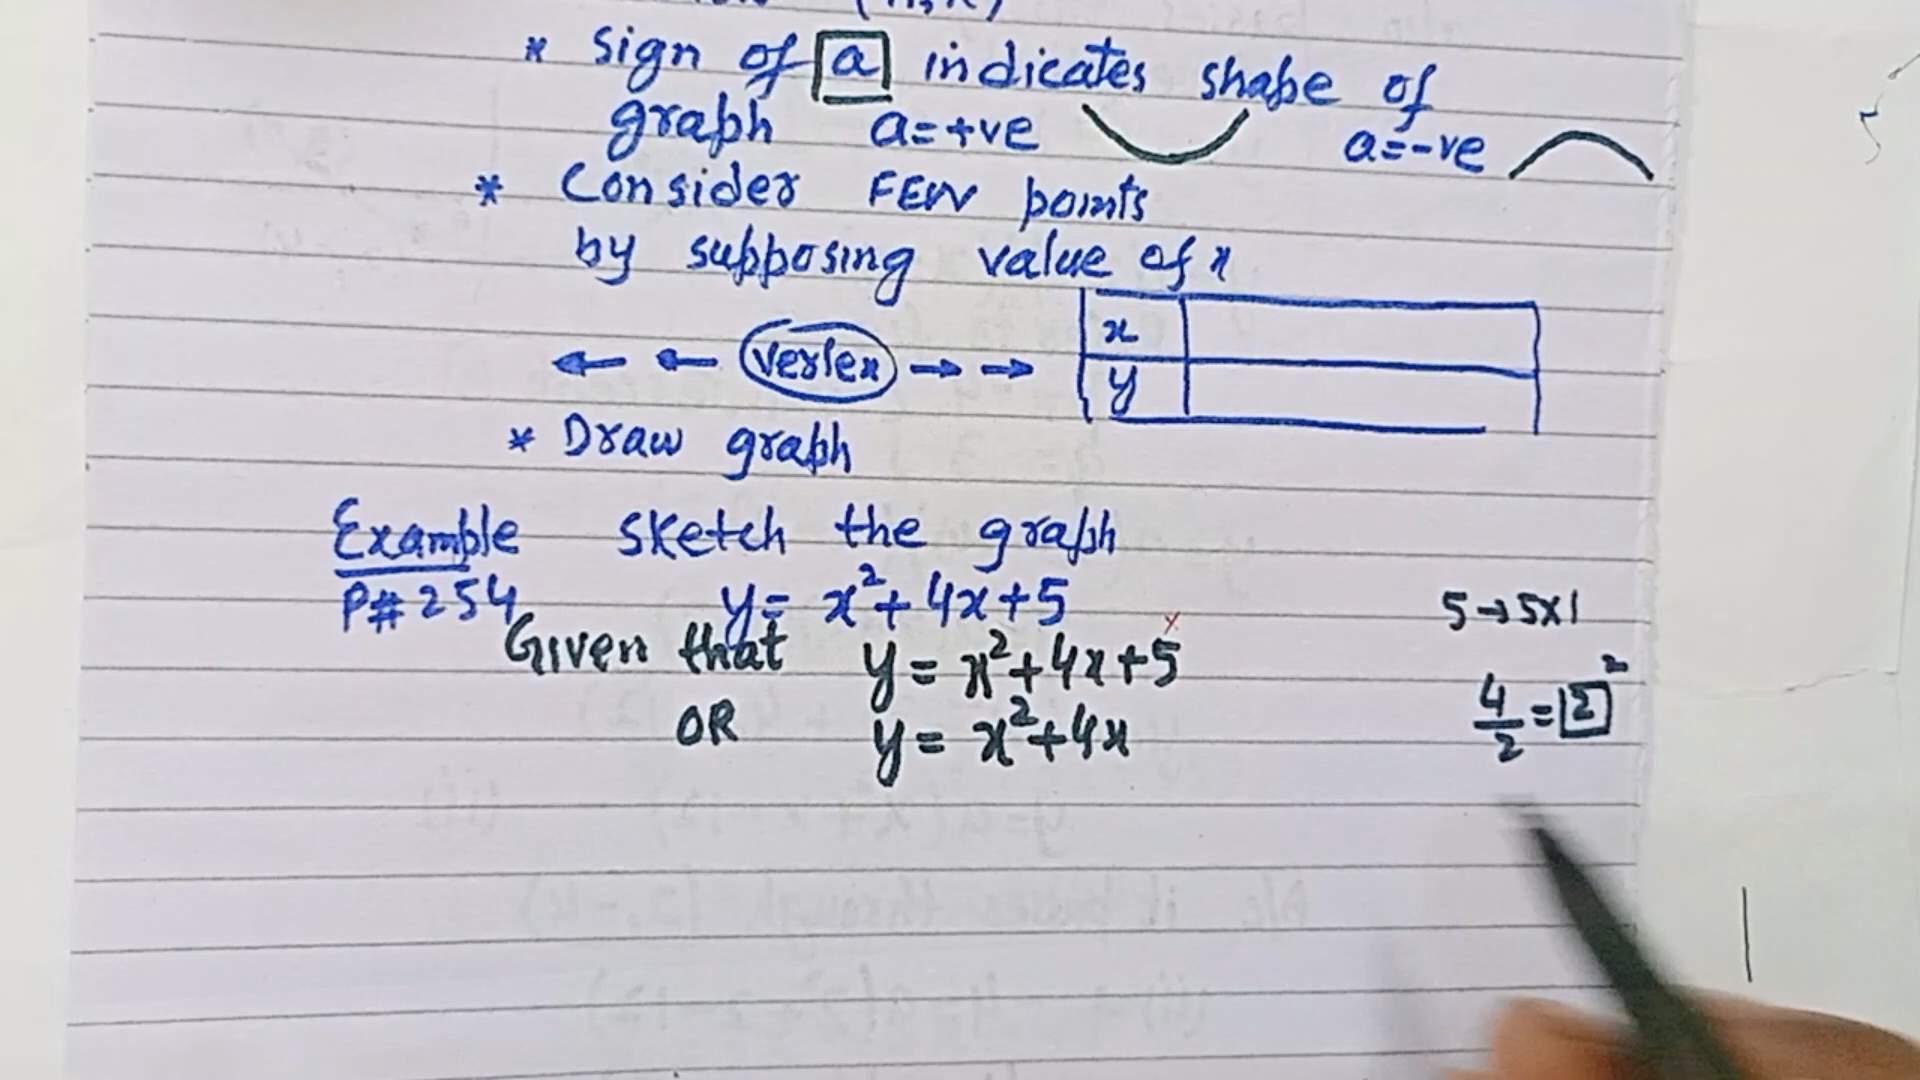 * sign of a indicates shape of
graph a=+ve a=-ve
* Consider FEW points
by supposing value of x
← ← vertex → →
x
y
* Draw graph
Example sketch the graph
P#254 y= x²+4x+5
Given that y = x²+4x+5
5→5x1
OR y = x²+4x
4/2=2²